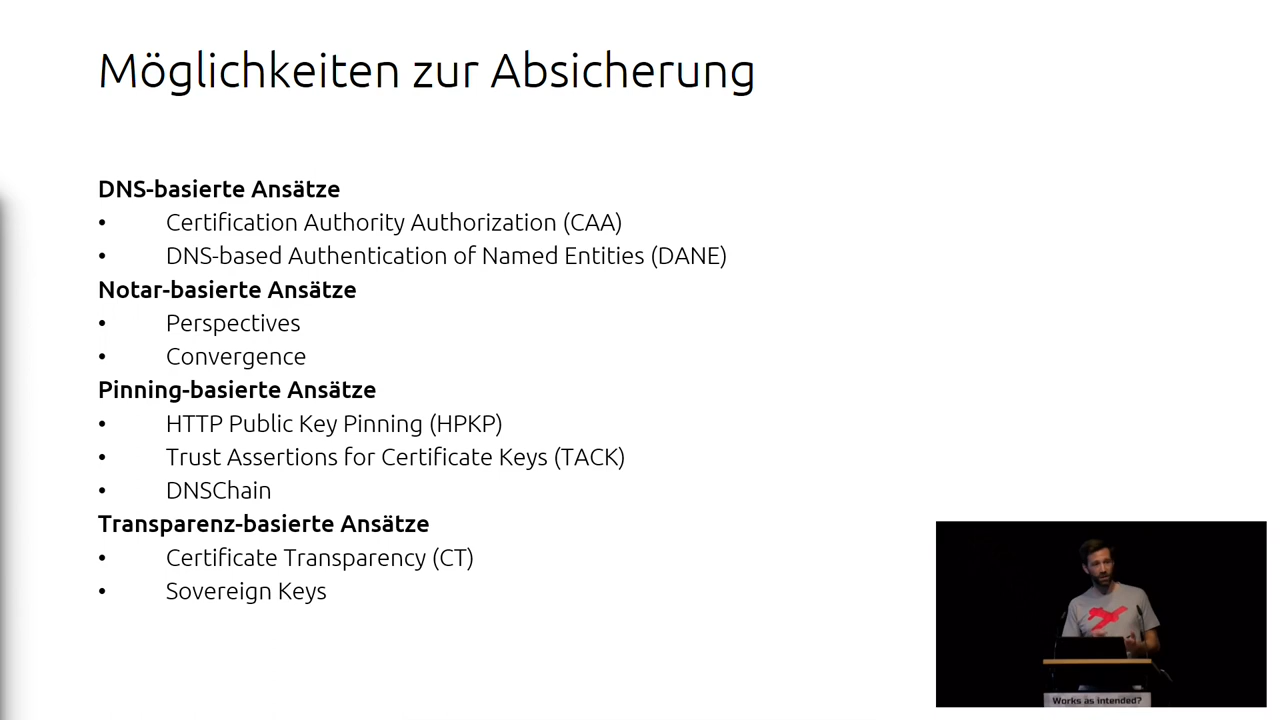 Möglichkeiten zur Absicherung
DNS-basierte Ansätze
• Certification Authority Authorization (CAA)
• DNS-based Authentication of Named Entities (DANE)
Notar-basierte Ansätze
• Perspectives
• Convergence
Pinning-basierte Ansätze
• HTTP Public Key Pinning (HPKP)
• Trust Assertions for Certificate Keys (TACK)
• DNSChain
Transparenz-basierte Ansätze
• Certificate Transparency (CT)
• Sovereign Keys
Works as intended?